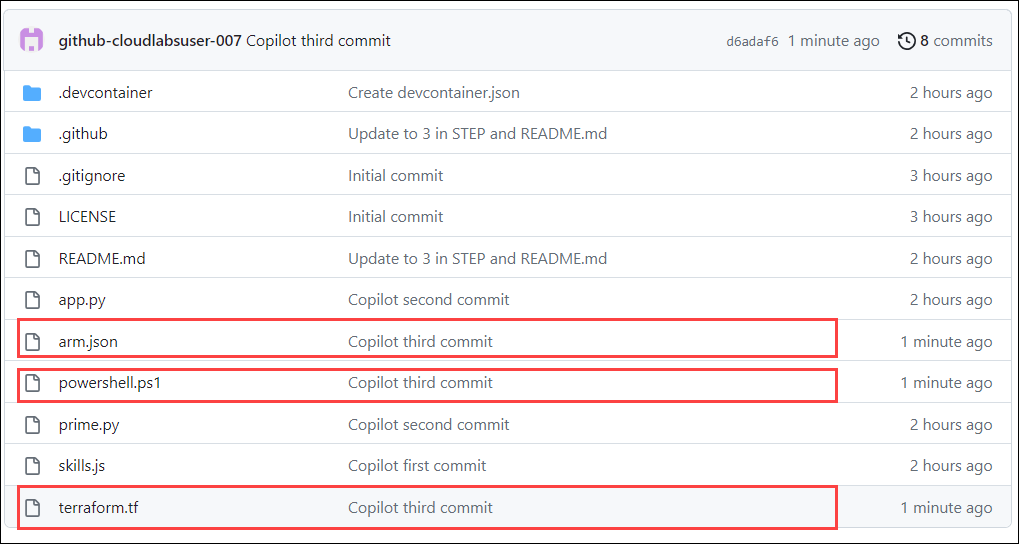 github-cloudlabsuser-007 Copilot third commit d6adaf6 1 minute ago 8 commits
.devcontainer Create devcontainer.json 2 hours ago
.github Update to 3 in STEP and README.md 2 hours ago
.gitignore Initial commit 3 hours ago
LICENSE Initial commit 3 hours ago
README.md Update to 3 in STEP and README.md 2 hours ago
app.py Copilot second commit 2 hours ago
arm.json Copilot third commit 1 minute ago
powershell.ps1 Copilot third commit 1 minute ago
prime.py Copilot second commit 2 hours ago
skills.js Copilot first commit 2 hours ago
terraform.tf Copilot third commit 1 minute ago